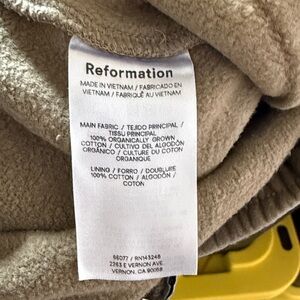 Reformation
MADE IN VIETNAM / FABRICADO EN
VIETNAM / FABRIQUÉ AU VIETNAM
MAIN FABRIC / TEJIDO PRINCIPAL /
TISSU PRINCIPAL
100% ORGANICALLY GROWN
COTTON / CULTIVO DEL ALGODÓN
ORGÁNICO / CULTURE DU COTON
ORGANIQUE
LINING / FORRO / DOUBLURE
100% COTTON / ALGODÓN /
COTON
RN143248
2263 E VERNON AVE.
VERNON, CA 90058